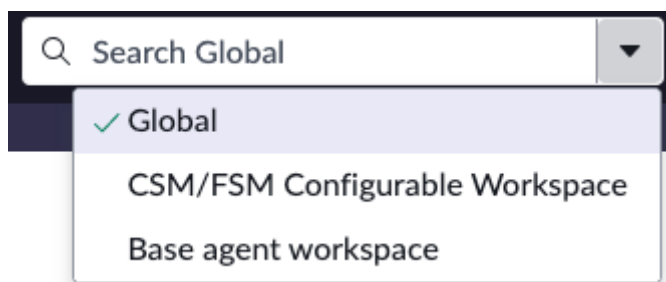 Search Global
Global
CSM/FSM Configurable Workspace
Base agent workspace